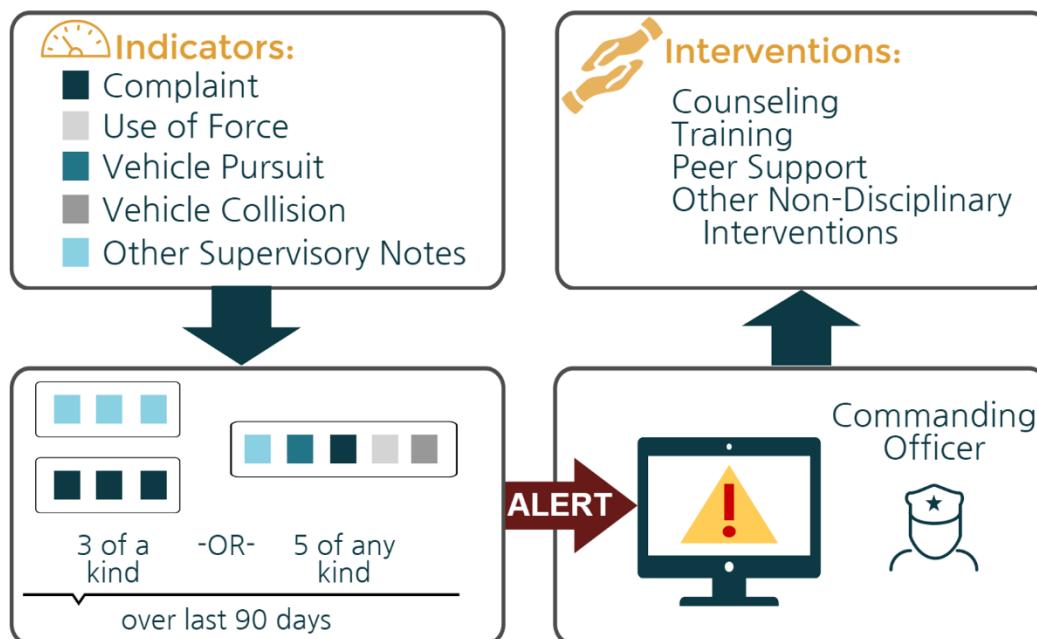 Indicators:
Complaint
Use of Force
Vehicle Pursuit
Vehicle Collision
Other Supervisory Notes
3 of a
kind
-OR-
5 of any
kind
over last 90 days
ALERT
!
Commanding
Officer
Interventions:
Counseling
Training
Peer Support
Other Non-Disciplinary
Interventions